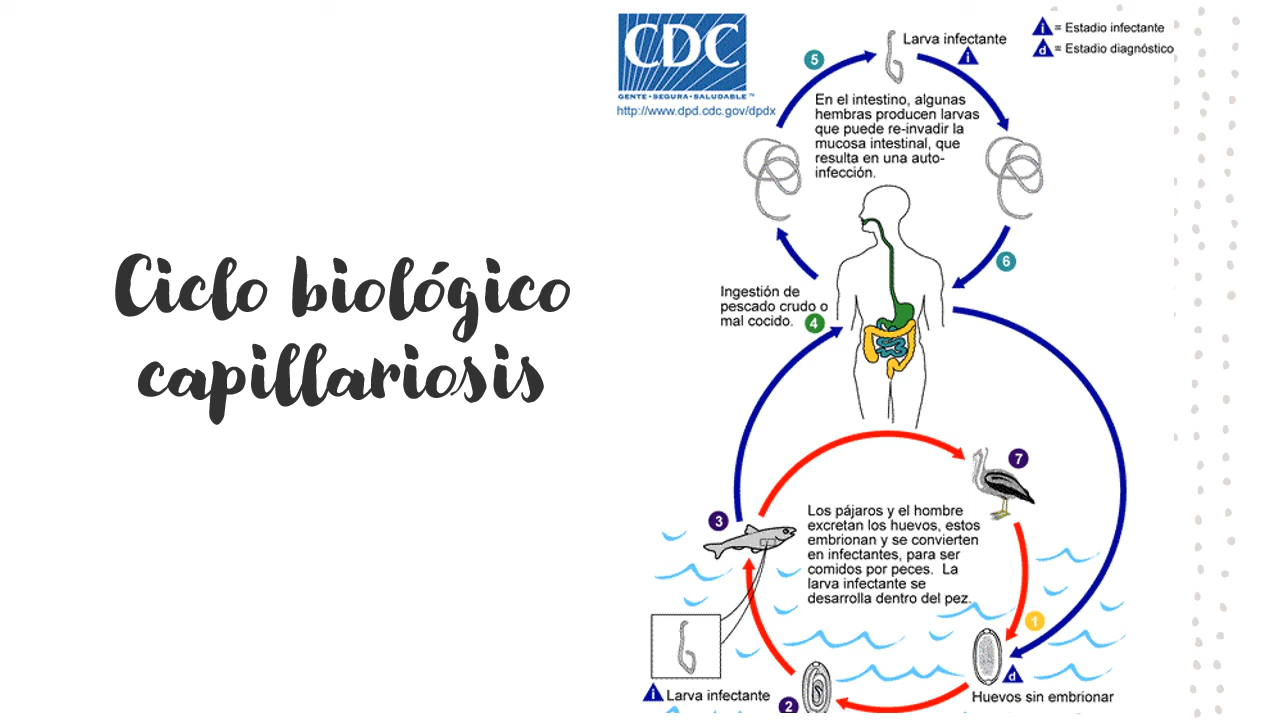 Ciclo biológico
capillariosis
CDC
GENTE • SEGURA • SALUDABLE™
http://www.dpd.cdc.gov/dpdx
i = Estadio infectante
d = Estadio diagnóstico
Larva infectante
i
5
En el intestino, algunas
hembras producen larvas
que puede re-invadir la
mucosa intestinal, que
resulta en una auto-
infección.
6
Ingestión de
pescado crudo o
mal cocido.
4
7
3
Los pájaros y el hombre
excretan los huevos, estos
embrionan y se convierten
en infectantes, para ser
comidos por peces. La
larva infectante se
desarrolla dentro del pez.
1
d
Huevos sin embrionar
i Larva infectante
2